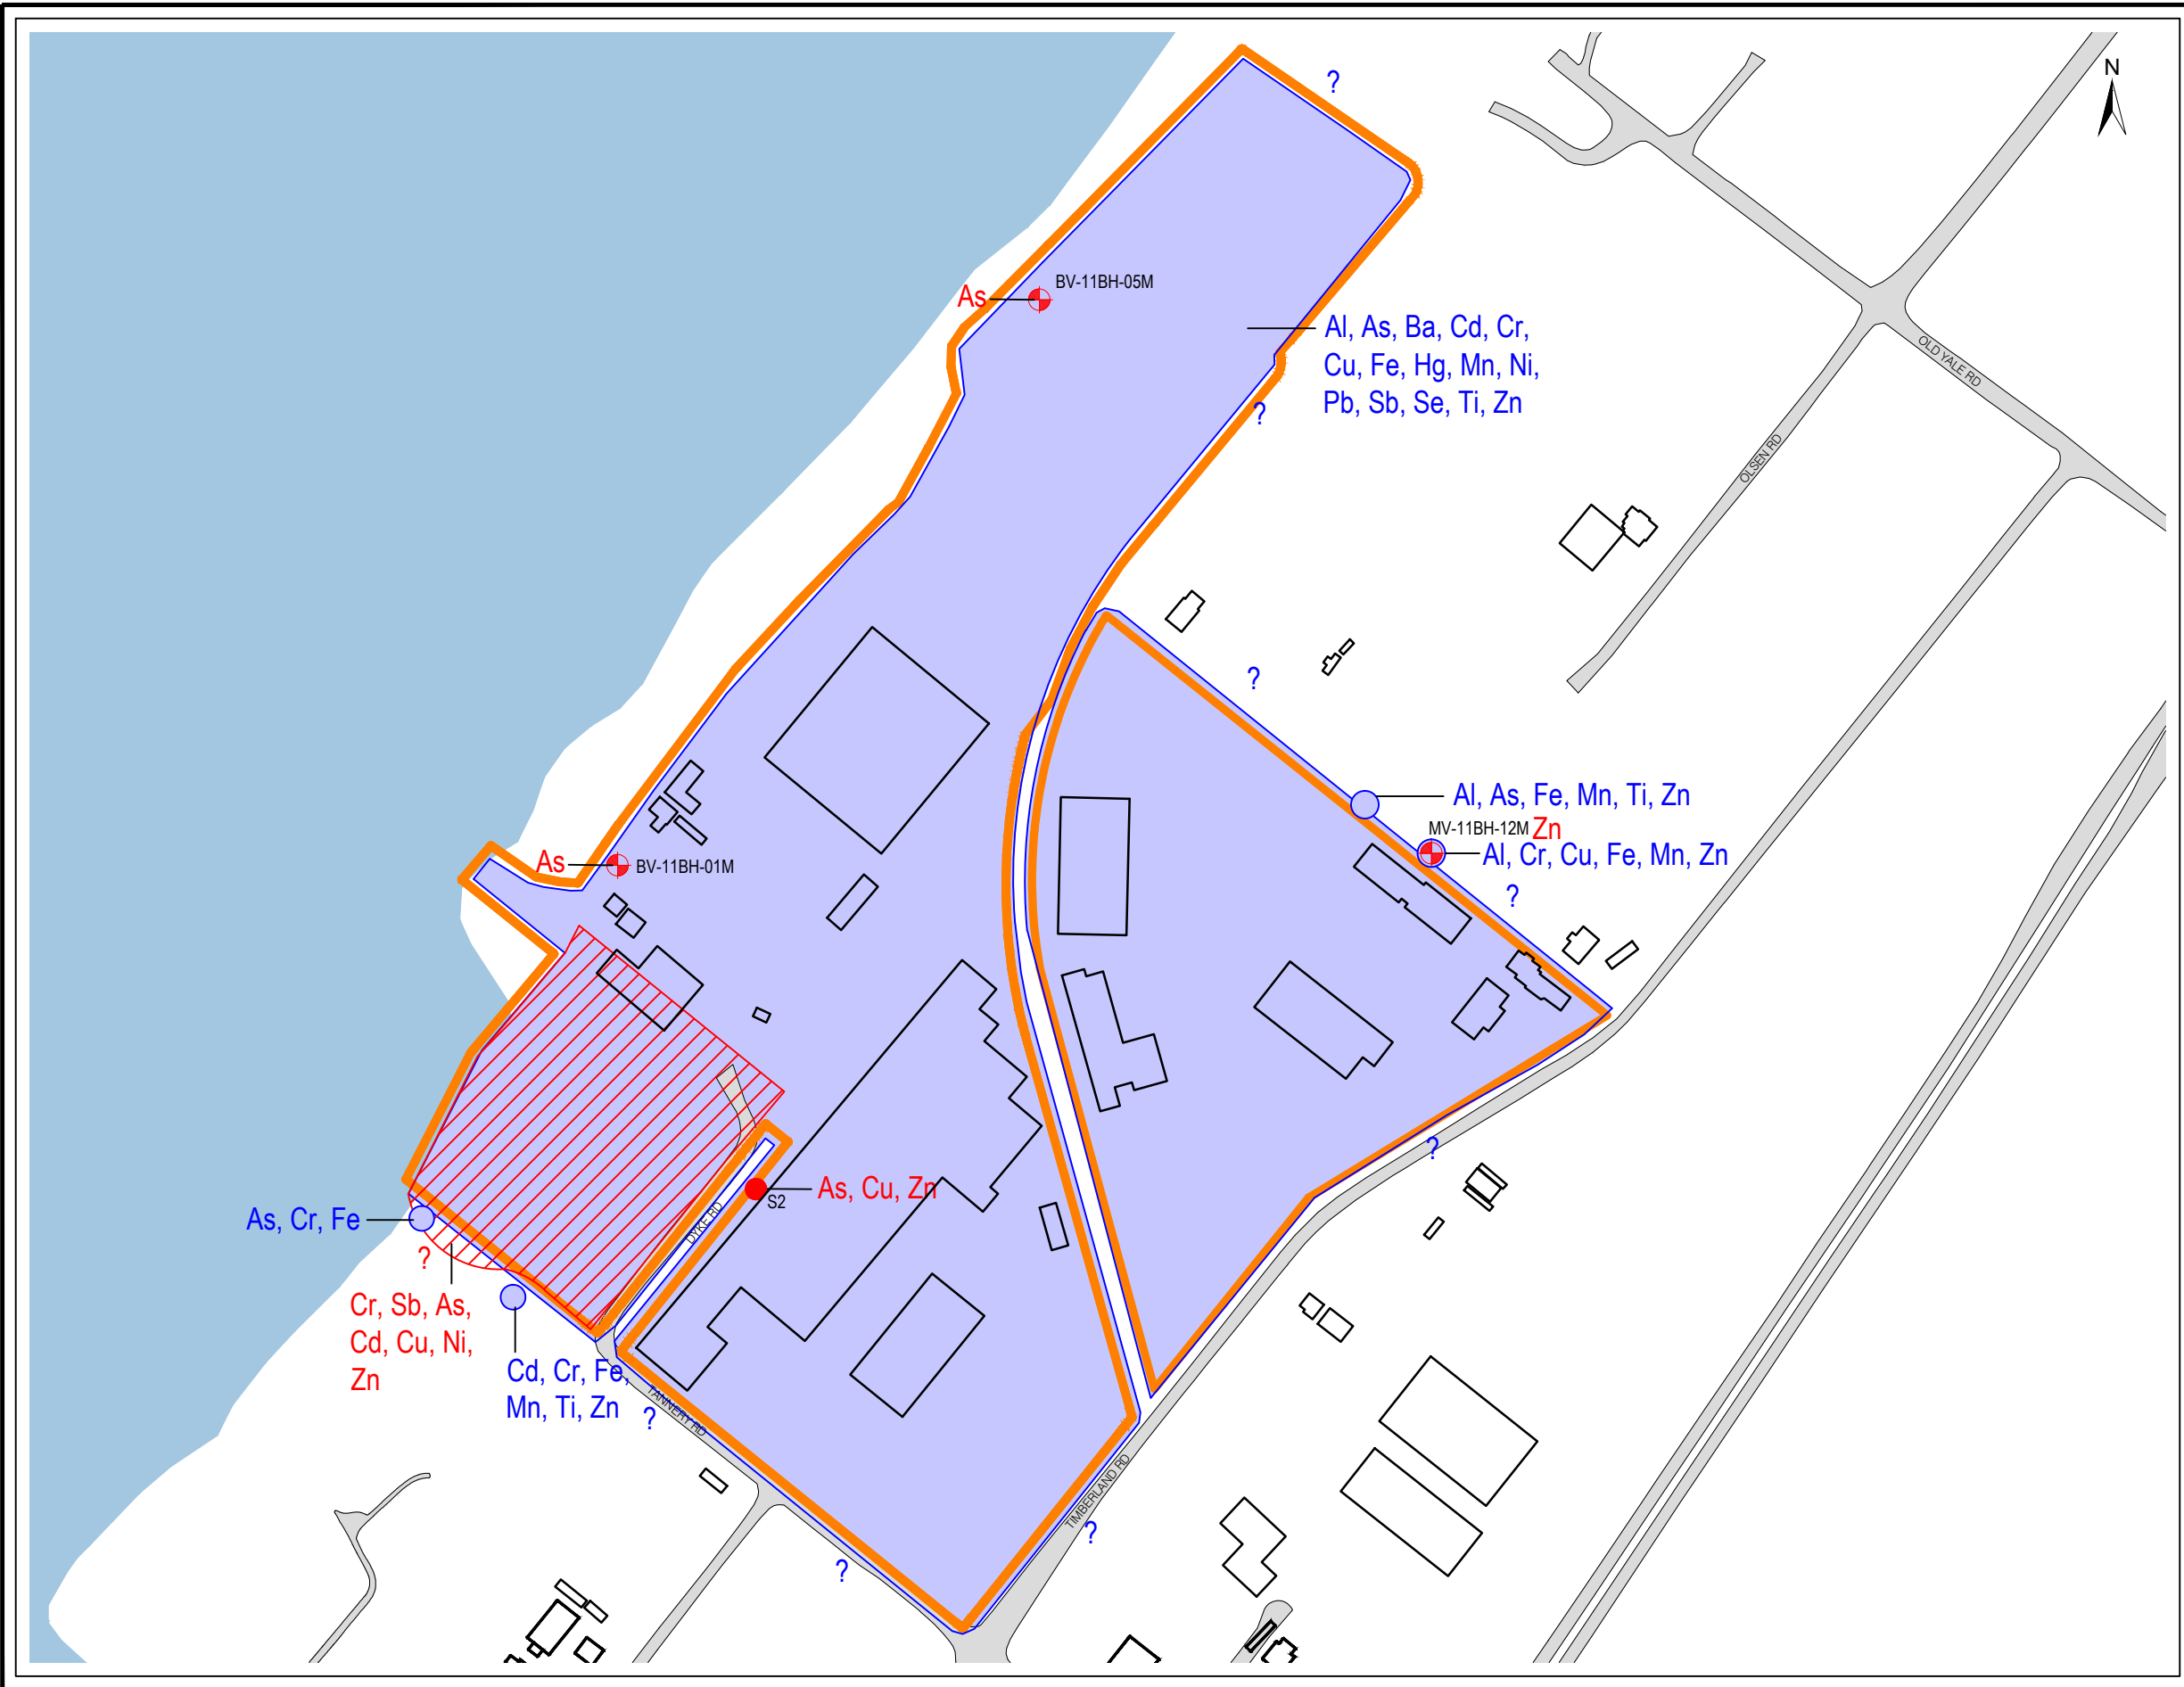 ?
N
BV-11BH-05M
As
Al, As, Ba, Cd, Cr,
Cu, Fe, Hg, Mn, Ni,
Pb, Sb, Se, Ti, Zn
OLD YALE RD
?
OLSEN RD
?
Al, As, Fe, Mn, Ti, Zn
MV-11BH-12M Zn
Al, Cr, Cu, Fe, Mn, Zn
As
BV-11BH-01M
?
?
As, Cu, Zn
S2
DYKE RD
As, Cr, Fe
?
Cr, Sb, As,
Cd, Cu, Ni,
Zn
Cd, Cr, Fe,
Mn, Ti, Zn
TANNERY RD
?
TIMBERLAND RD
?
?